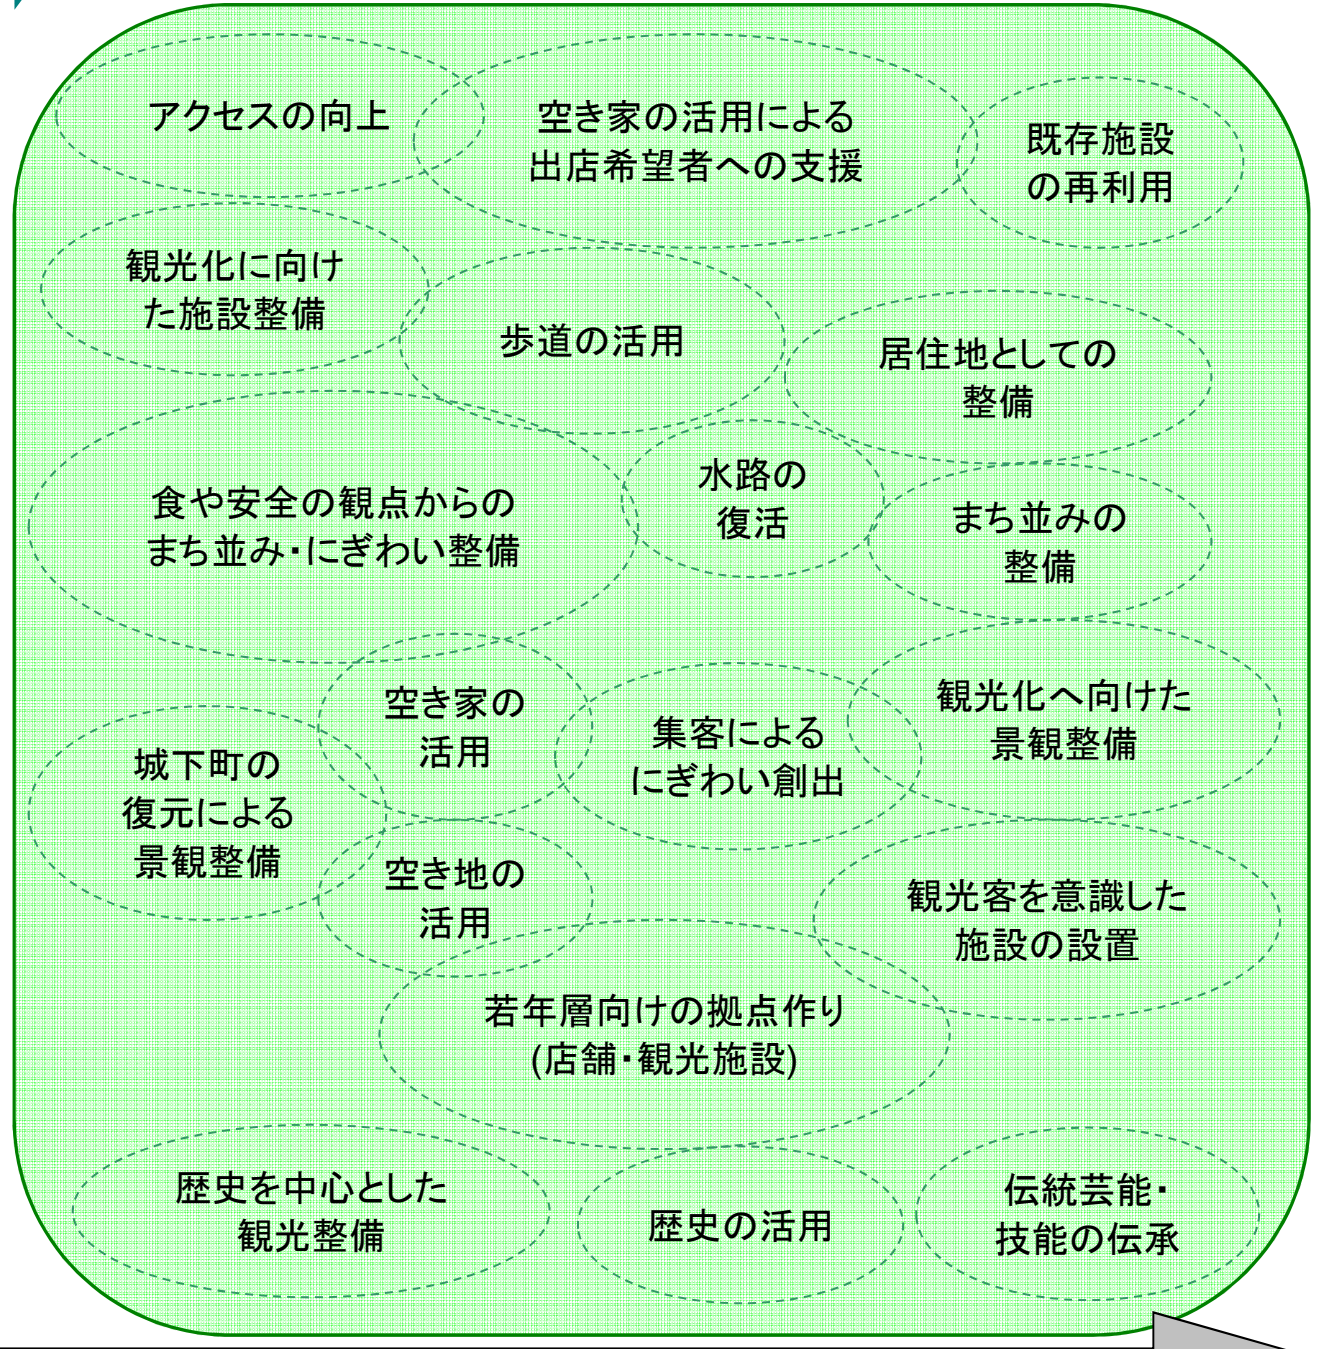 アクセスの向上
空き家の活用による
出店希望者への支援
既存施設
の再利用
観光化に向け
た施設整備
歩道の活用
居住地としての
整備
食や安全の観点からの
まち並み・にぎわい整備
水路の
復活
まち並みの
整備
空き家の
活用
集客による
にぎわい創出
観光化へ向けた
景観整備
城下町の
復元による
景観整備
空き地の
活用
観光客を意識した
施設の設置
若年層向けの拠点作り
(店舗・観光施設)
歴史を中心とした
観光整備
歴史の活用
伝統芸能・
技能の伝承